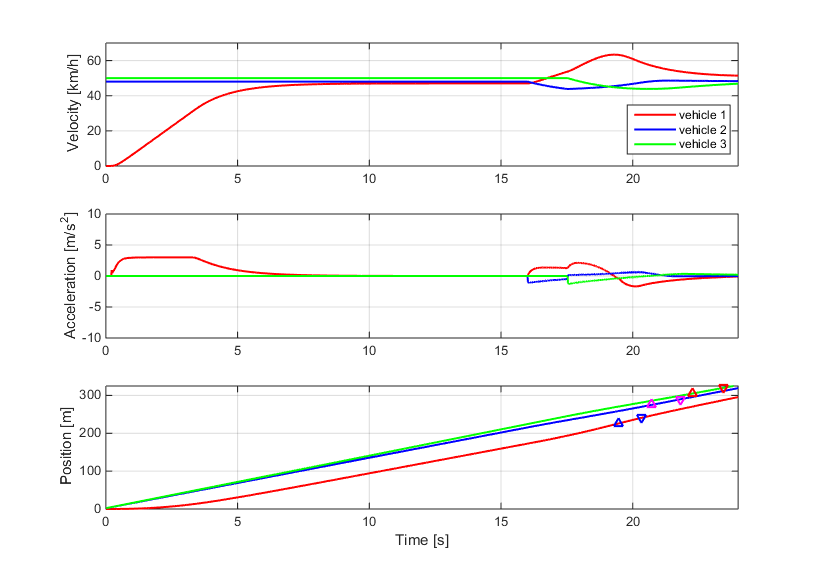 Velocity [km/h]
60
40
20
0
0 5 10 15 20
vehicle 1
vehicle 2
vehicle 3
Acceleration [m/s²]
10
5
0
-5
-10
0 5 10 15 20
Position [m]
300
200
100
0
0 5 10 15 20
Time [s]